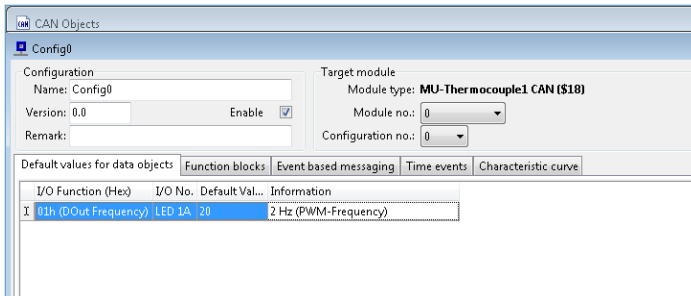 CAN Objects
Config0
Configuration
Name: Config0
Version: 0.0 Enable
Remark:
Target module
Module type: MU-Thermocouple1 CAN ($18)
Module no.: 0
Configuration no.: 0
Default values for data objects Function blocks Event based messaging Time events Characteristic curve
I/O Function (Hex) I/O No. Default Val... Information
01h (DOut Frequency) LED 1A 20 2 Hz (PWM-Frequency)